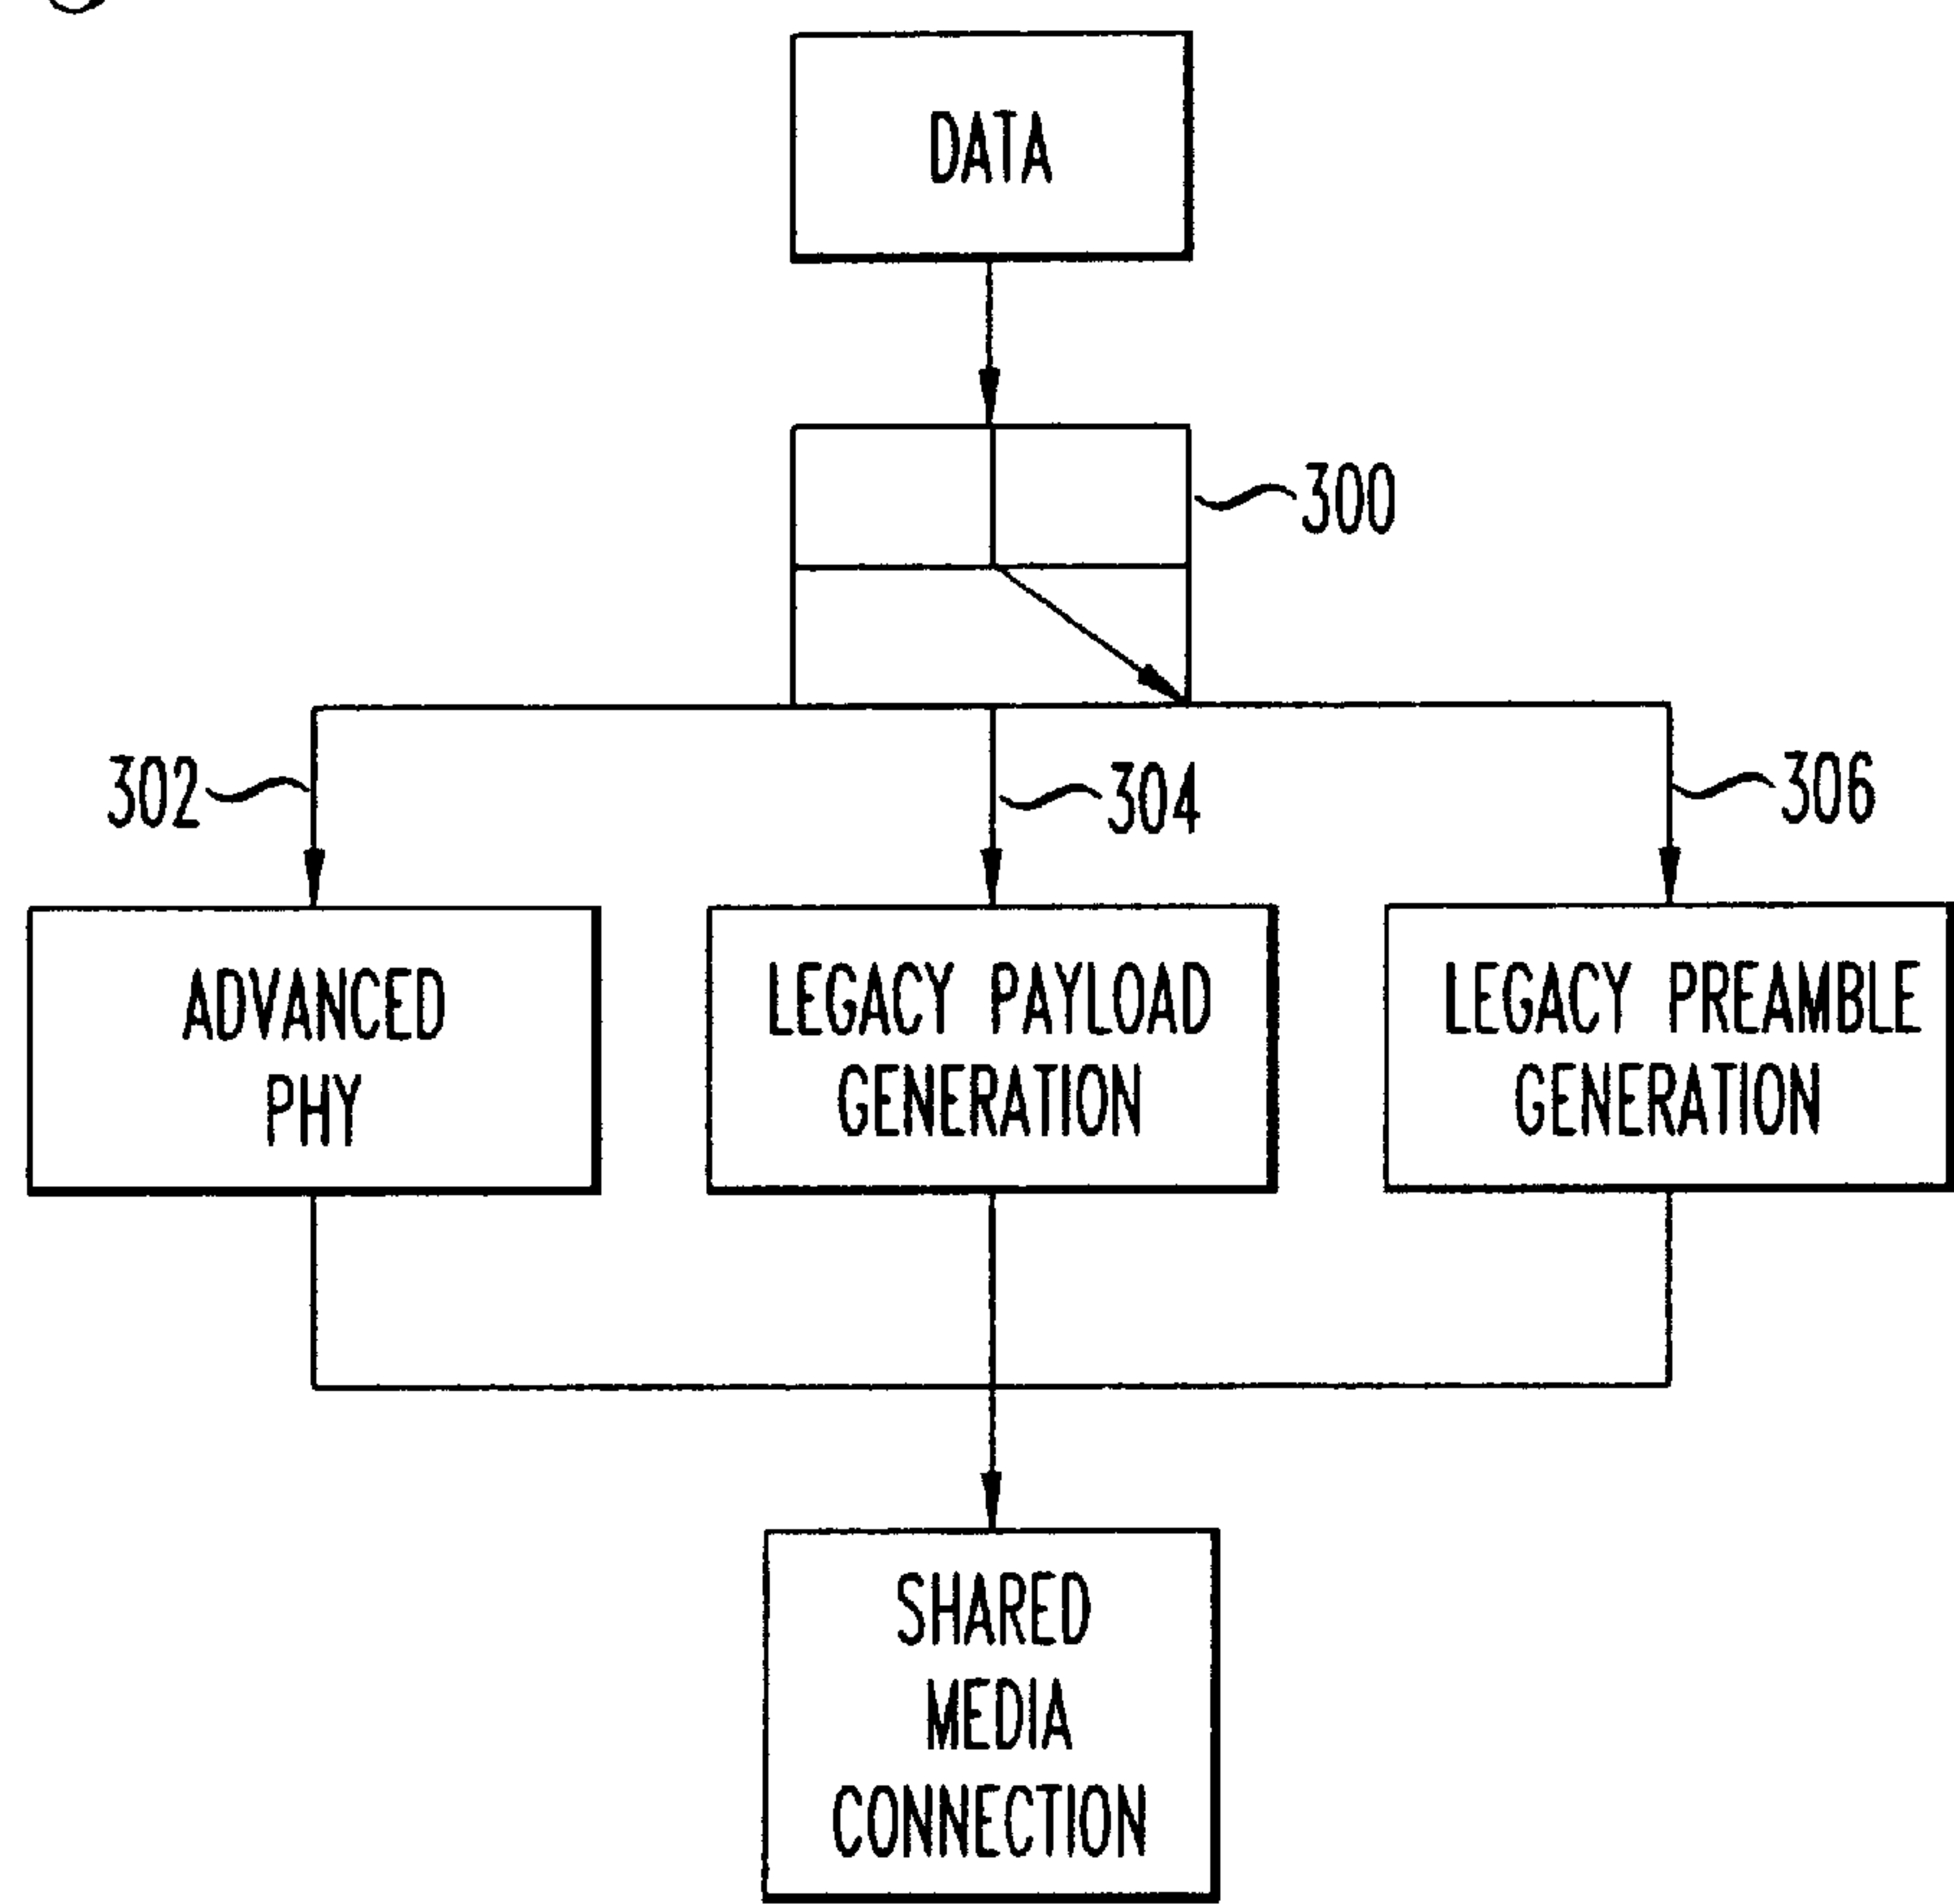 DATA
300
302
304
306
ADVANCED
PHY
LEGACY PAYLOAD
GENERATION
LEGACY PREAMBLE
GENERATION
SHARED
MEDIA
CONNECTION